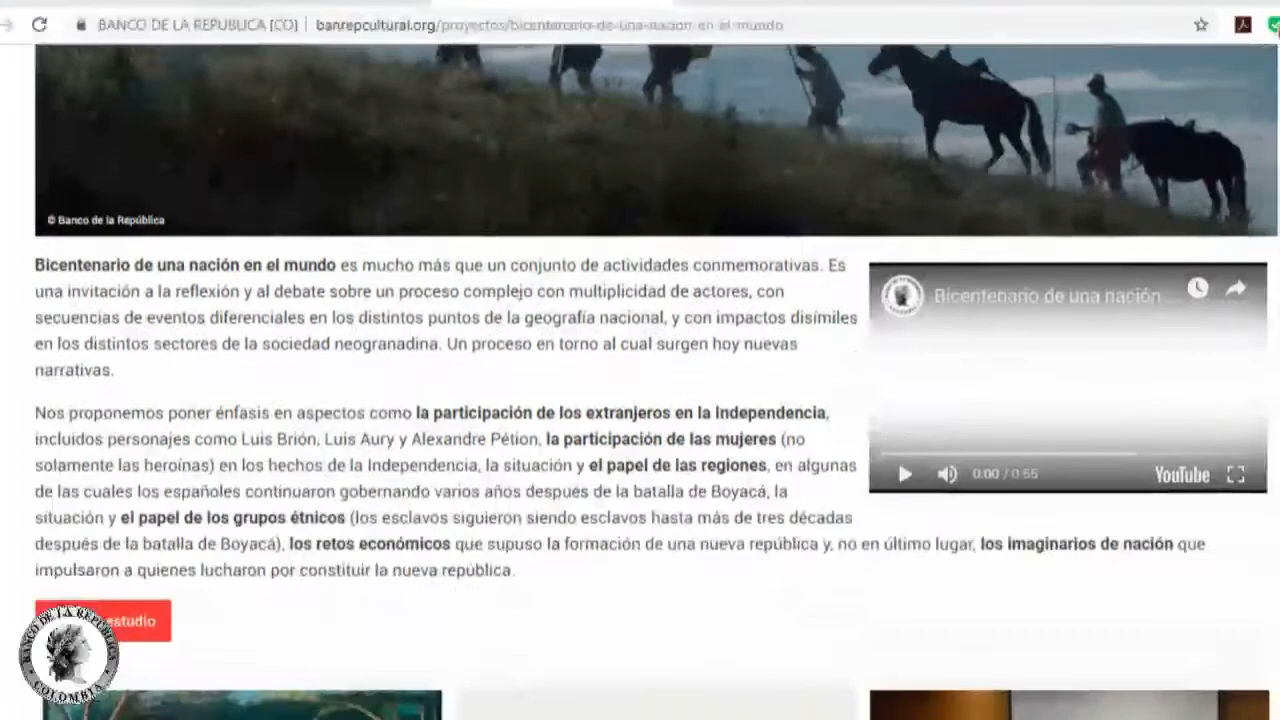 BANCO DE LA REPUBLICA [CO] | banrepcultural.org/proyectos/bicentenario-de-una-nacion-en-el-mundo
© Banco de la República
Bicentenario de una nación en el mundo es mucho más que un conjunto de actividades conmemorativas. Es
una invitación a la reflexión y al debate sobre un proceso complejo con multiplicidad de actores, con
secuencias de eventos diferenciales en los distintos puntos de la geografía nacional, y con impactos disímiles
en los distintos sectores de la sociedad neogranadina. Un proceso en torno al cual surgen hoy nuevas
narrativas.
Bicentenario de una nación...
Nos proponemos poner énfasis en aspectos como la participación de los extranjeros en la Independencia,
incluidos personajes como Luis Brión, Luis Aury y Alexandre Pétion, la participación de las mujeres (no
solamente las heroínas) en los hechos de la Independencia, la situación y el papel de las regiones, en algunas
de las cuales los españoles continuaron gobernando varios años después de la batalla de Boyacá, la
situación y el papel de los grupos étnicos (los esclavos siguieron siendo esclavos hasta más de tres décadas
después de la batalla de Boyacá), los retos económicos que supuso la formación de una nueva república y, no en último lugar, los imaginarios de nación que
impulsaron a quienes lucharon por constituir la nueva república.
0:00 / 0:55
YouTube
estudio
BANCO DE LA REPUBLICA
COLOMBIA